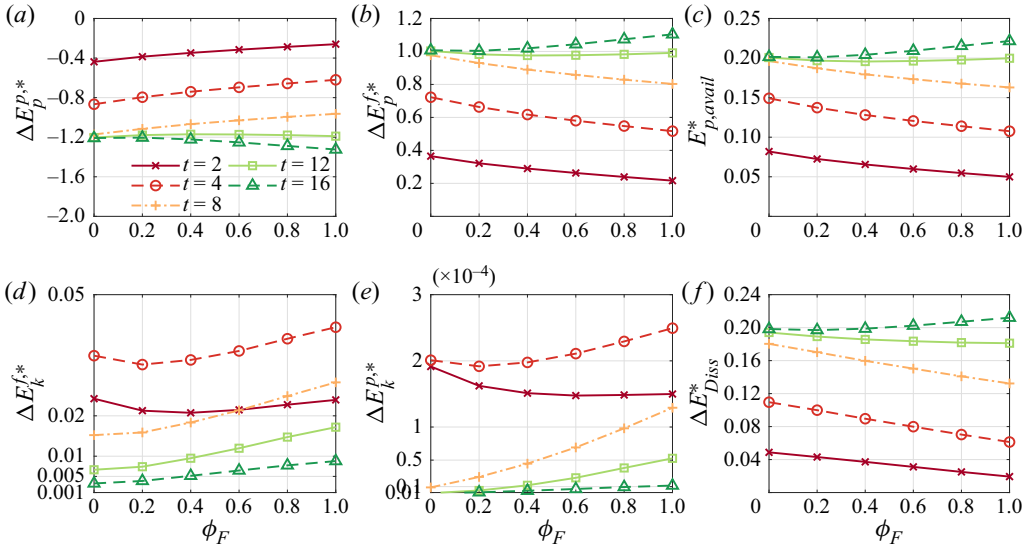 (a)
0
–0.4
–0.8
–1.2
–1.6
–2.0
ΔE_p^{p,*}
t = 2
t = 4
t = 8
t = 12
t = 16
0 0.2 0.4 0.6 0.8 1.0
(b)
1.2
1.0
0.8
0.6
0.4
0.2
ΔE_p^{f,*}
0 0.2 0.4 0.6 0.8 1.0
(c)
0.25
0.20
0.15
0.10
0.05
E*_{p,avail}
0 0.2 0.4 0.6 0.8 1.0
(d)
0.05
0.02
0.01
0.005
0.001
ΔE_k^{f,*}
0 0.2 0.4 0.6 0.8 1.0
ϕ_F
(e)
(×10⁻⁴)
3
2
1
0.5
0.1
0.01
ΔE_k^{p,*}
0 0.2 0.4 0.6 0.8 1.0
ϕ_F
(f)
0.24
0.20
0.16
0.12
0.08
0.04
ΔE*_{Diss}
0 0.2 0.4 0.6 0.8 1.0
ϕ_F